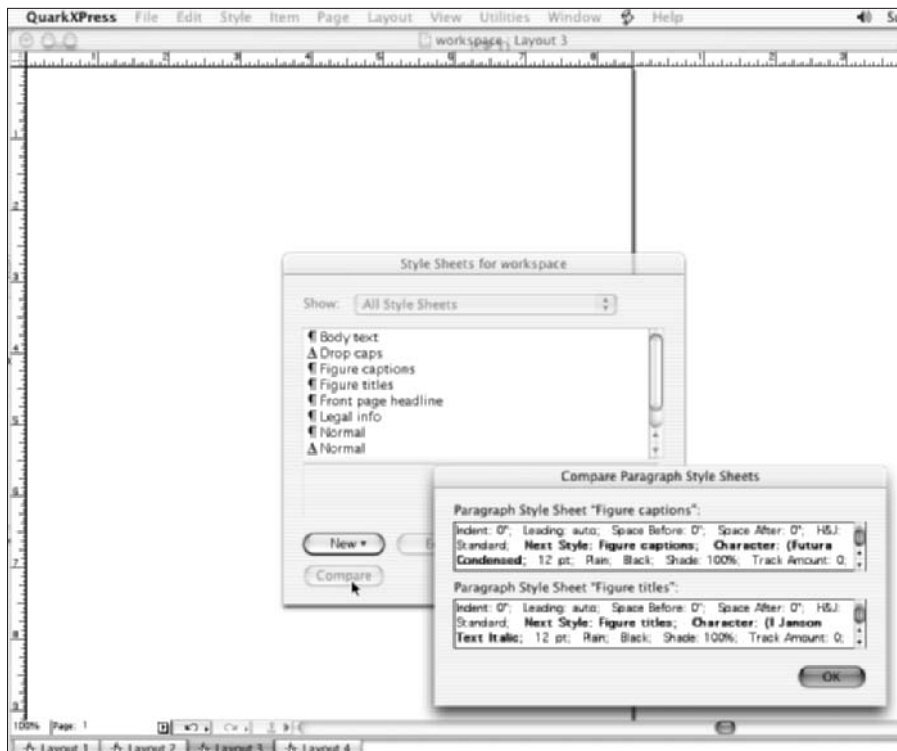 QuarkXPress File Edit Style Item Page Layout View Utilities Window Help
workspace: Layout 3
Style Sheets for workspace
Show: All Style Sheets
¶ Body text
A Drop caps
¶ Figure captions
¶ Figure titles
¶ Front page headline
¶ Legal info
¶ Normal
A Normal
New
Compare
Compare Paragraph Style Sheets
Paragraph Style Sheet "Figure captions":
Indent: 0"; Leading: auto; Space Before: 0"; Space After: 0"; H&J:
Standard; Next Style: Figure captions; Character: (Futura
Condensed; 12 pt; Plain; Black; Shade: 100%; Track Amount: 0;
Paragraph Style Sheet "Figure titles":
Indent: 0"; Leading: auto; Space Before: 0"; Space After: 0"; H&J:
Standard; Next Style: Figure titles; Character: (I Janson
Text Italic; 12 pt; Plain; Black; Shade: 100%; Track Amount: 0;
OK
100% Page: 1
Layout 1 Layout 2 Layout 3 Layout 4